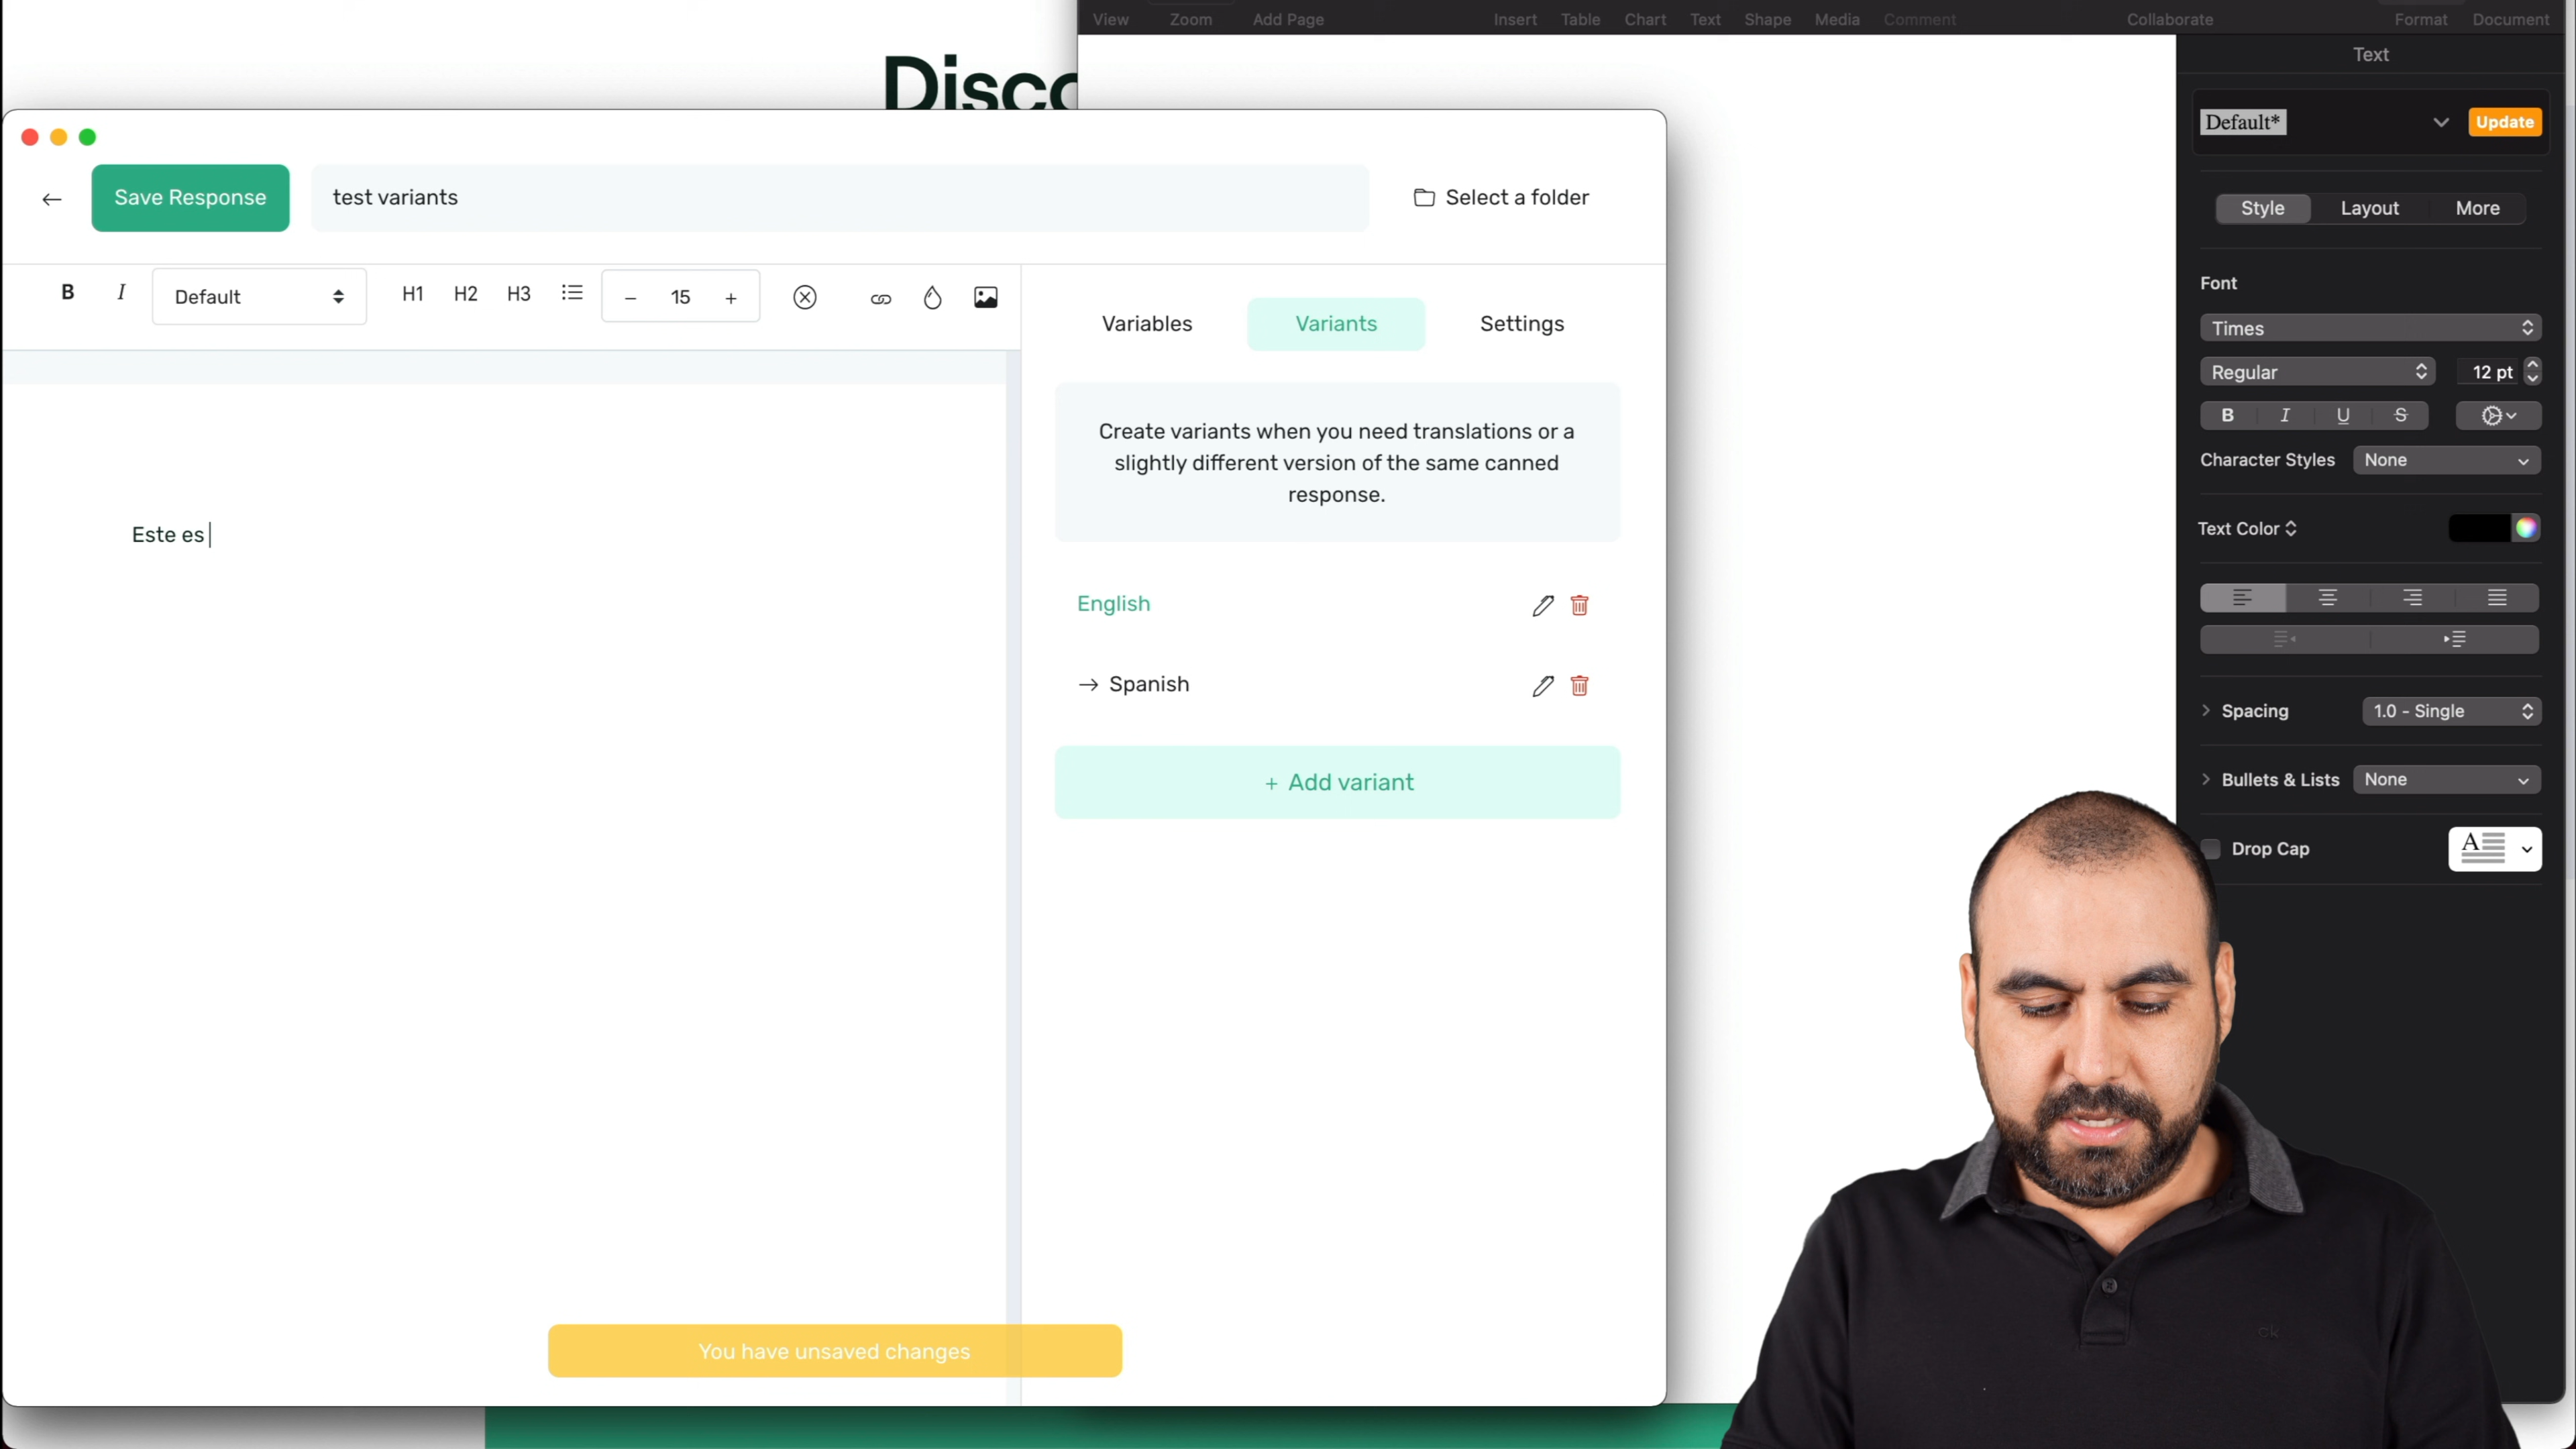 View Zoom Add Page Insert Table Chart Text Shape Media Comment Collaborate Format Document
Disco
Text
Default* Update
Style Layout More
Font
Times
Regular 12 pt
B I U S
Character Styles None
Text Color
Spacing 1.0 - Single
Bullets & Lists None
Drop Cap A
Save Response test variants Select a folder
B I Default H1 H2 H3 – 15 +
Este es
Variables Variants Settings
Create variants when you need translations or a
slightly different version of the same canned
response.
English
→ Spanish
+ Add variant
You have unsaved changes
ck